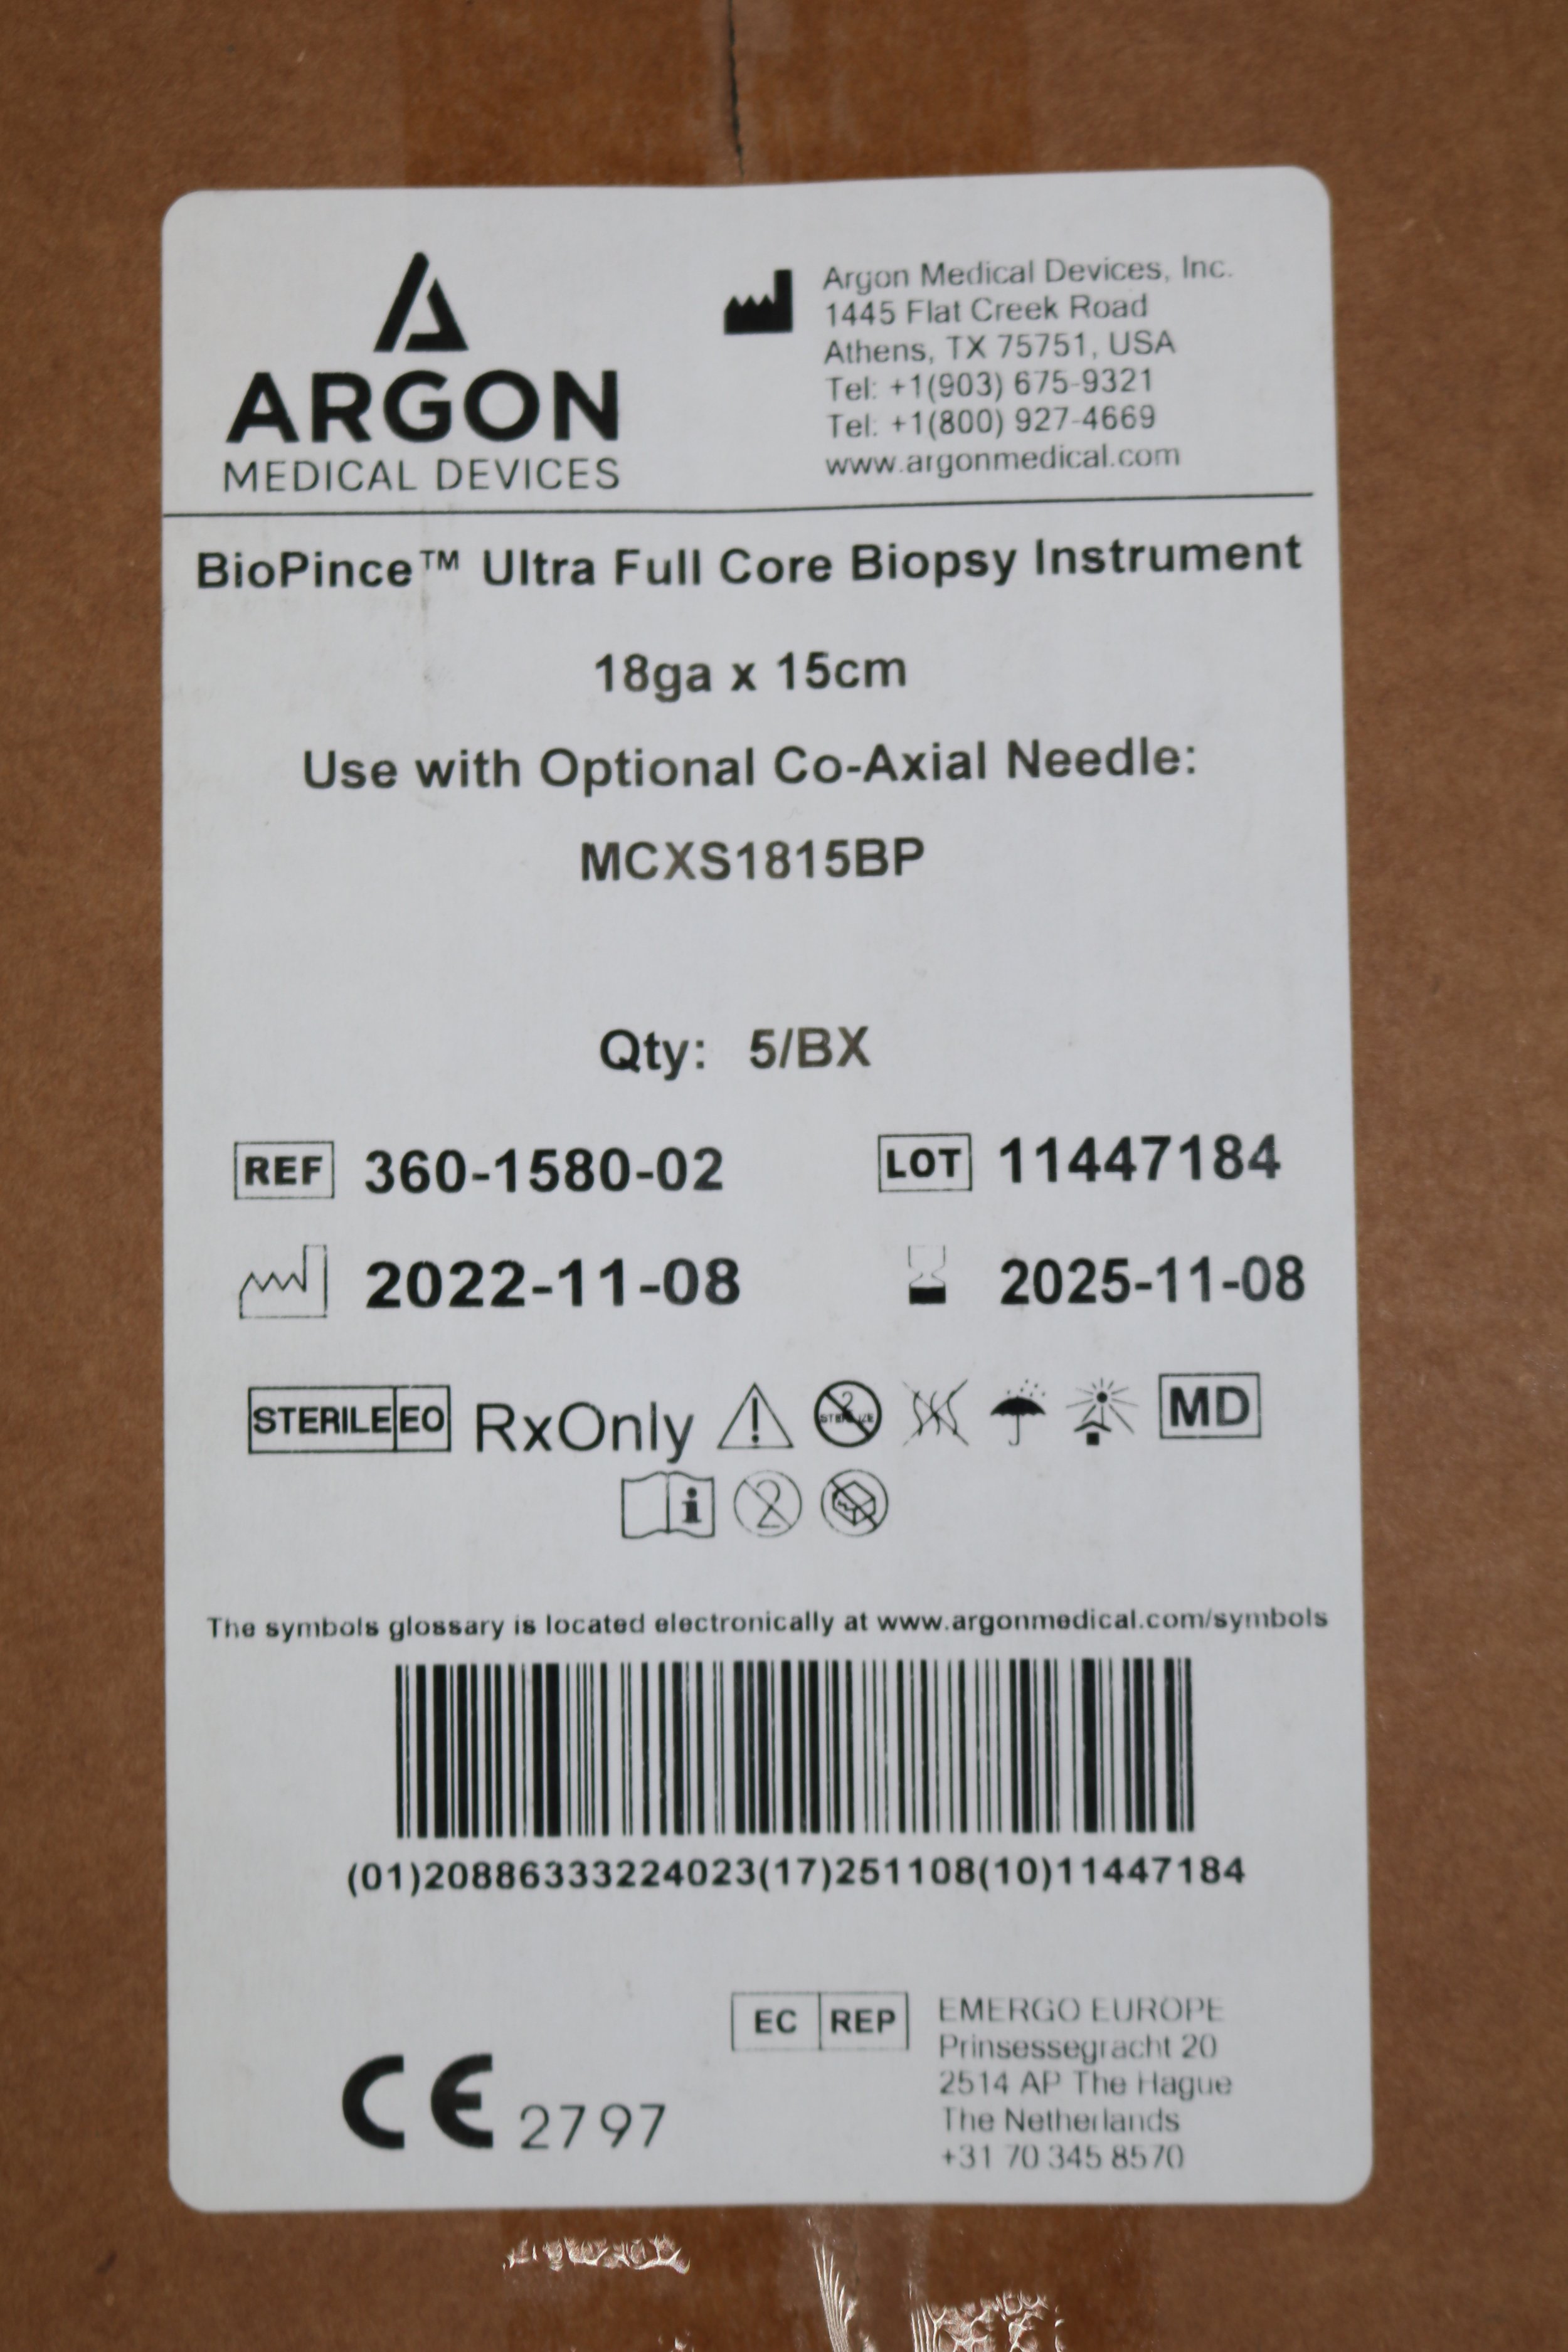 ARGON
MEDICAL DEVICES
Argon Medical Devices, Inc.
1445 Flat Creek Road
Athens, TX 75751, USA
Tel: +1(903) 675-9321
Tel: +1(800) 927-4669
www.argonmedical.com
BioPince™ Ultra Full Core Biopsy Instrument
18ga x 15cm
Use with Optional Co-Axial Needle:
MCXS1815BP
Qty: 5/BX
REF 360-1580-02
LOT 11447184
2022-11-08
2025-11-08
STERILE EO RxOnly 2 STERILIZE MD
i 2
The symbols glossary is located electronically at www.argonmedical.com/symbols
(01)20886333224023(17)251108(10)11447184
CE 2797
EC REP
EMERGO EUROPE
Prinsessegracht 20
2514 AP The Hague
The Netherlands
+31 70 345 8570